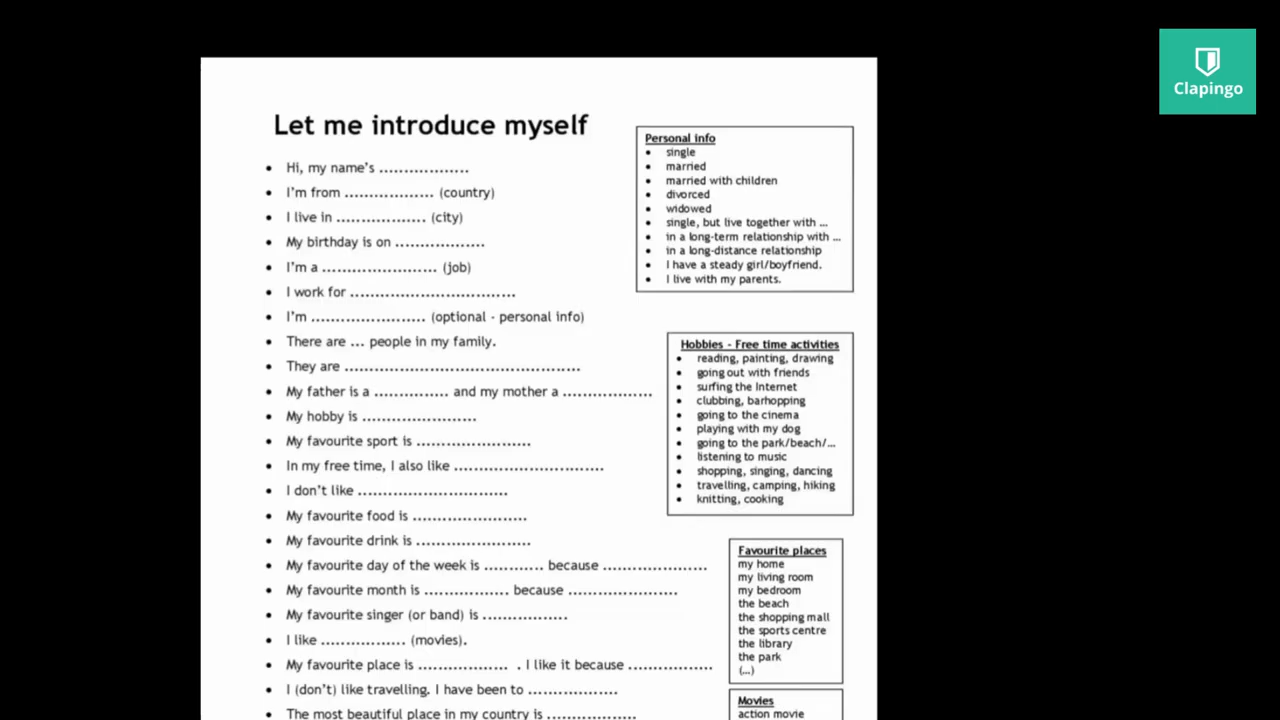 Clapingo
Let me introduce myself
• Hi, my name’s ..................
• I’m from .................. (country)
• I live in .................. (city)
• My birthday is on ..................
• I’m a ....................... (job)
• I work for .................................
• I’m ....................... (optional - personal info)
• There are ... people in my family.
• They are ...............................................
• My father is a ............... and my mother a ..................
• My hobby is .......................
• My favourite sport is .......................
• In my free time, I also like ..............................
• I don’t like ..............................
• My favourite food is .......................
• My favourite drink is .......................
• My favourite day of the week is ............ because .....................
• My favourite month is ................. because ......................
• My favourite singer (or band) is .................
• I like ................. (movies).
• My favourite place is .................. . I like it because .................
• I (don’t) like travelling. I have been to ..................
• The most beautiful place in my country is ..................
Personal info
• single
• married
• married with children
• divorced
• widowed
• single, but live together with …
• in a long-term relationship with …
• in a long-distance relationship
• I have a steady girl/boyfriend.
• I live with my parents.
Hobbies - Free time activities
• reading, painting, drawing
• going out with friends
• surfing the Internet
• clubbing, barhopping
• going to the cinema
• playing with my dog
• going to the park/beach/…
• listening to music
• shopping, singing, dancing
• travelling, camping, hiking
• knitting, cooking
Favourite places
my home
my living room
my bedroom
the beach
the shopping mall
the sports centre
the library
the park
(…)
Movies
action movie